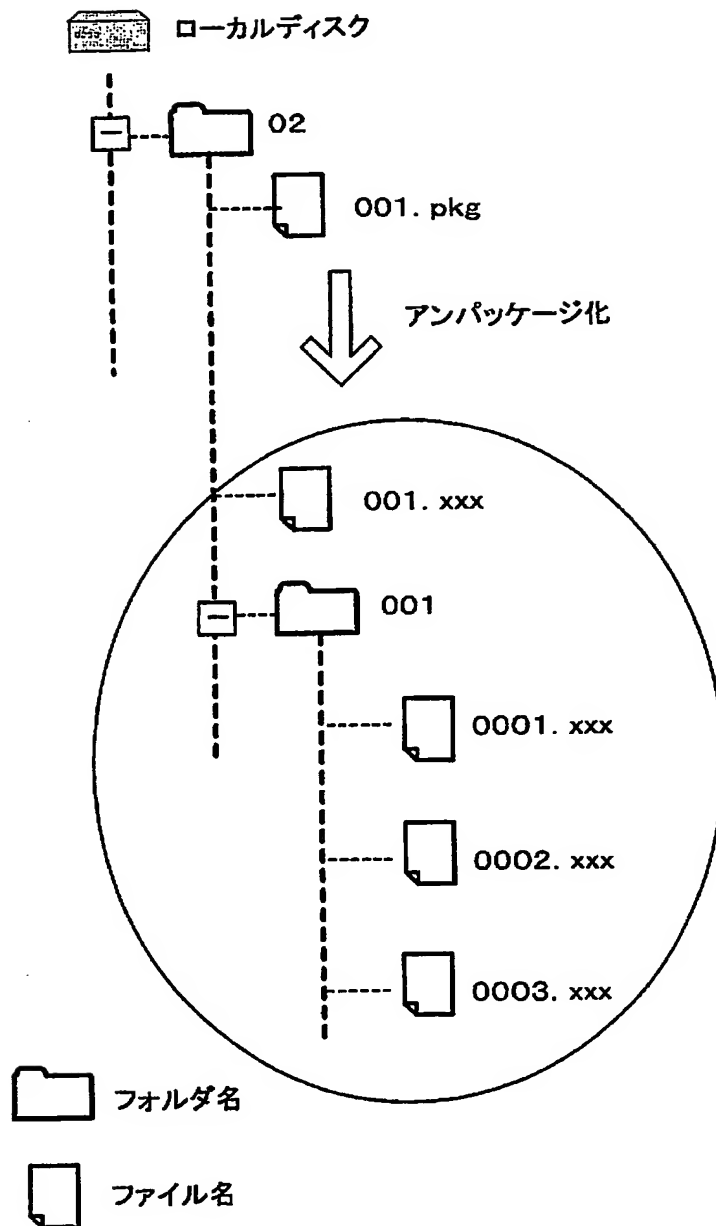 ローカルディスク
02
001. pkg
アンパッケージ化
001. xxx
001
0001. xxx
0002. xxx
0003. xxx
フォルダ名
ファイル名